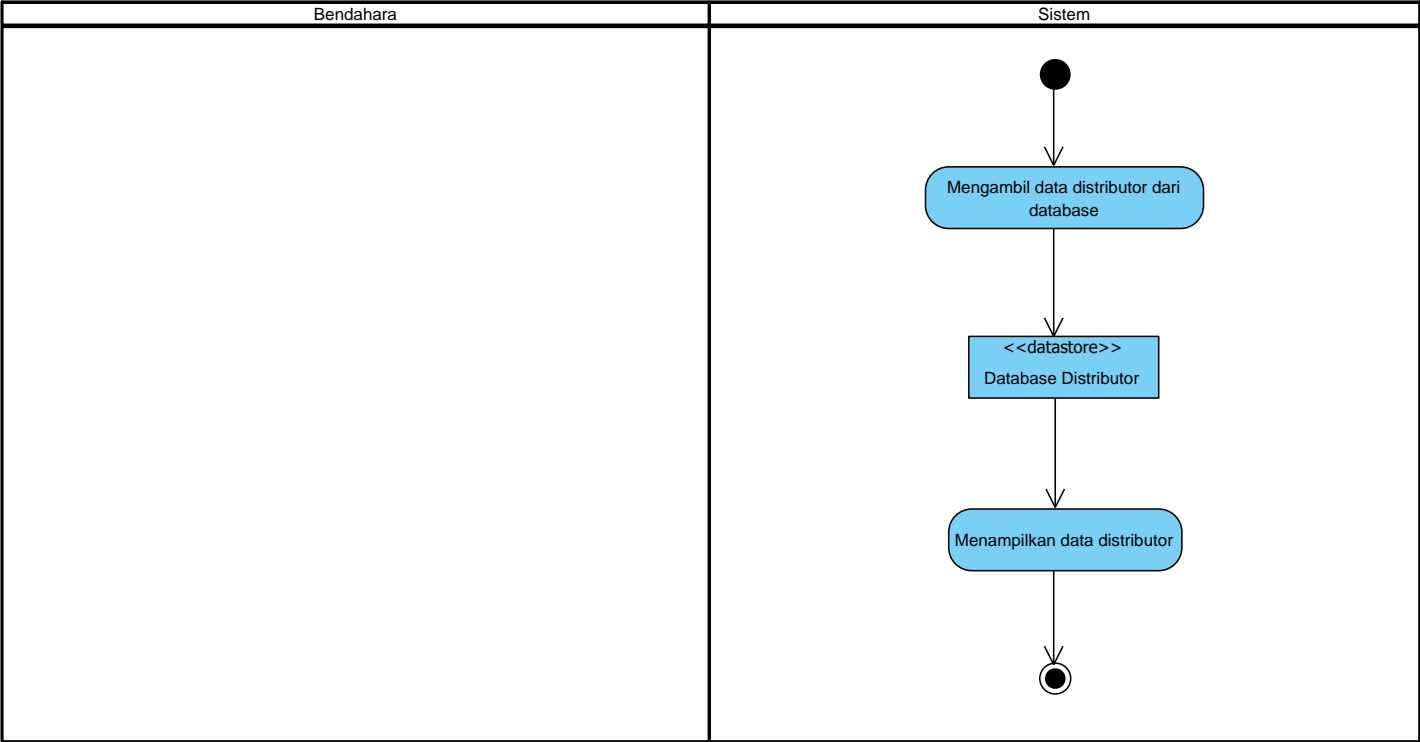 Bendahara
Sistem
Mengambil data distributor dari
database
<<datastore>>
Database Distributor
Menampilkan data distributor